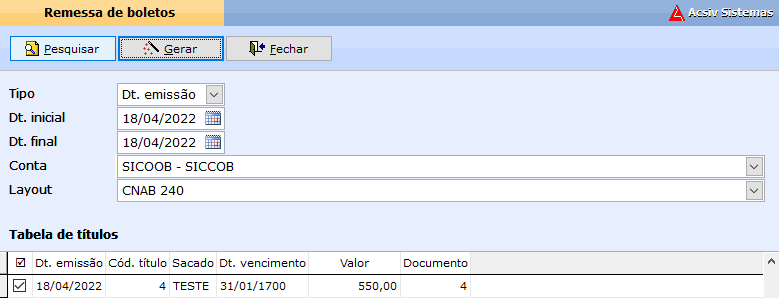 Remessa de boletos
Acsiv Sistemas
Pesquisar Gerar Fechar
Tipo Dt. emissão
Dt. inicial 18/04/2022
Dt. final 18/04/2022
Conta SICOOB - SICCOB
Layout CNAB 240
Tabela de títulos
Dt. emissão Cód. título Sacado Dt. vencimento Valor Documento
18/04/2022 4 TESTE 31/01/1700 550,00 4